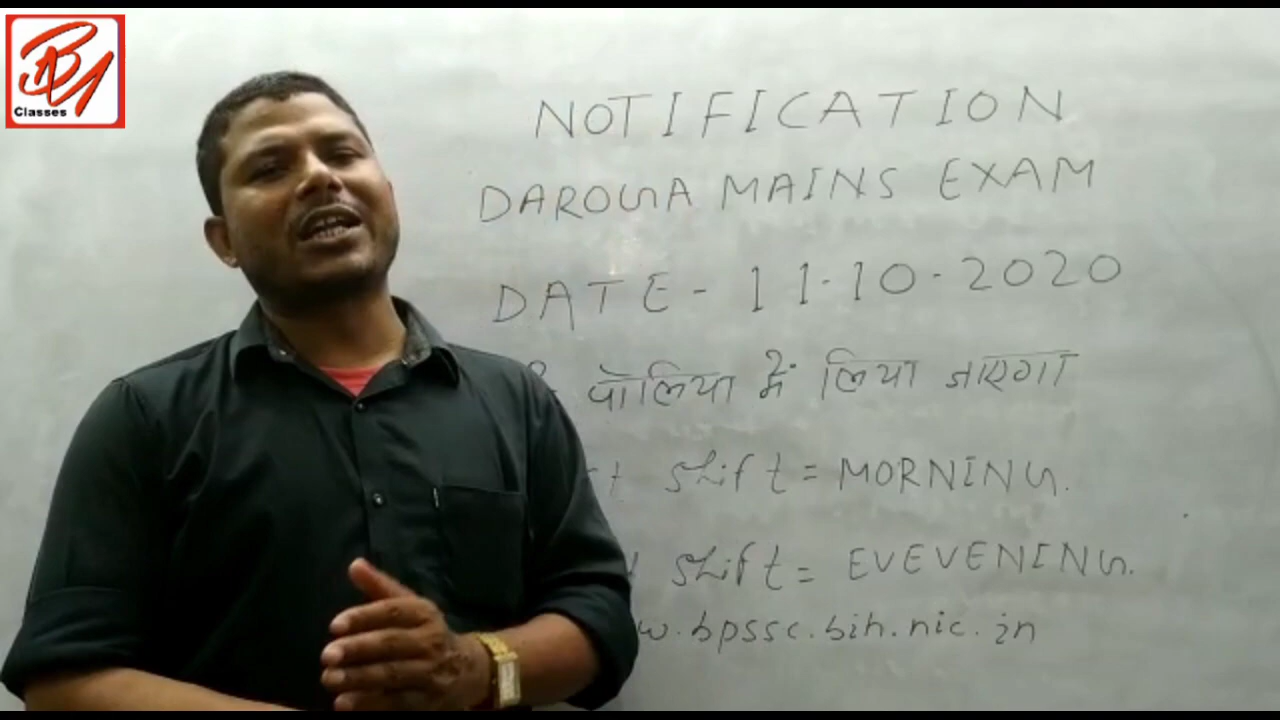 Classes
NOTIFICATION
DAROGA MAINS EXAM
DATE - 11.10.2020
पॉलिया में लिया जाएगा
shift = MORNING.
shift = EVEVENING.
w.bpssc.bih.nic.in